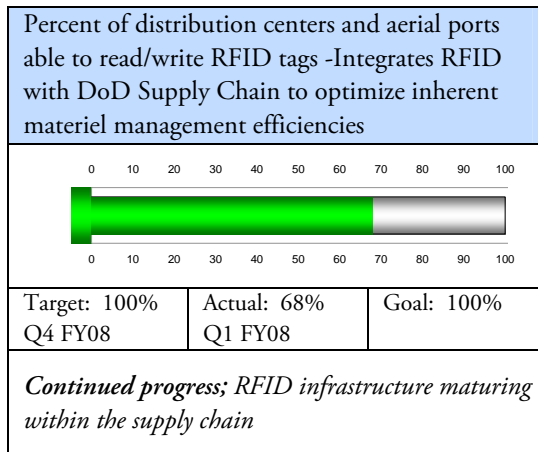 Percent of distribution centers and aerial ports
able to read/write RFID tags -Integrates RFID
with DoD Supply Chain to optimize inherent
materiel management efficiencies
0 10 20 30 40 50 60 70 80 90 100
0 10 20 30 40 50 60 70 80 90 100
Target: 100%
Q4 FY08
Actual: 68%
Q1 FY08
Goal: 100%
Continued progress; RFID infrastructure maturing
within the supply chain